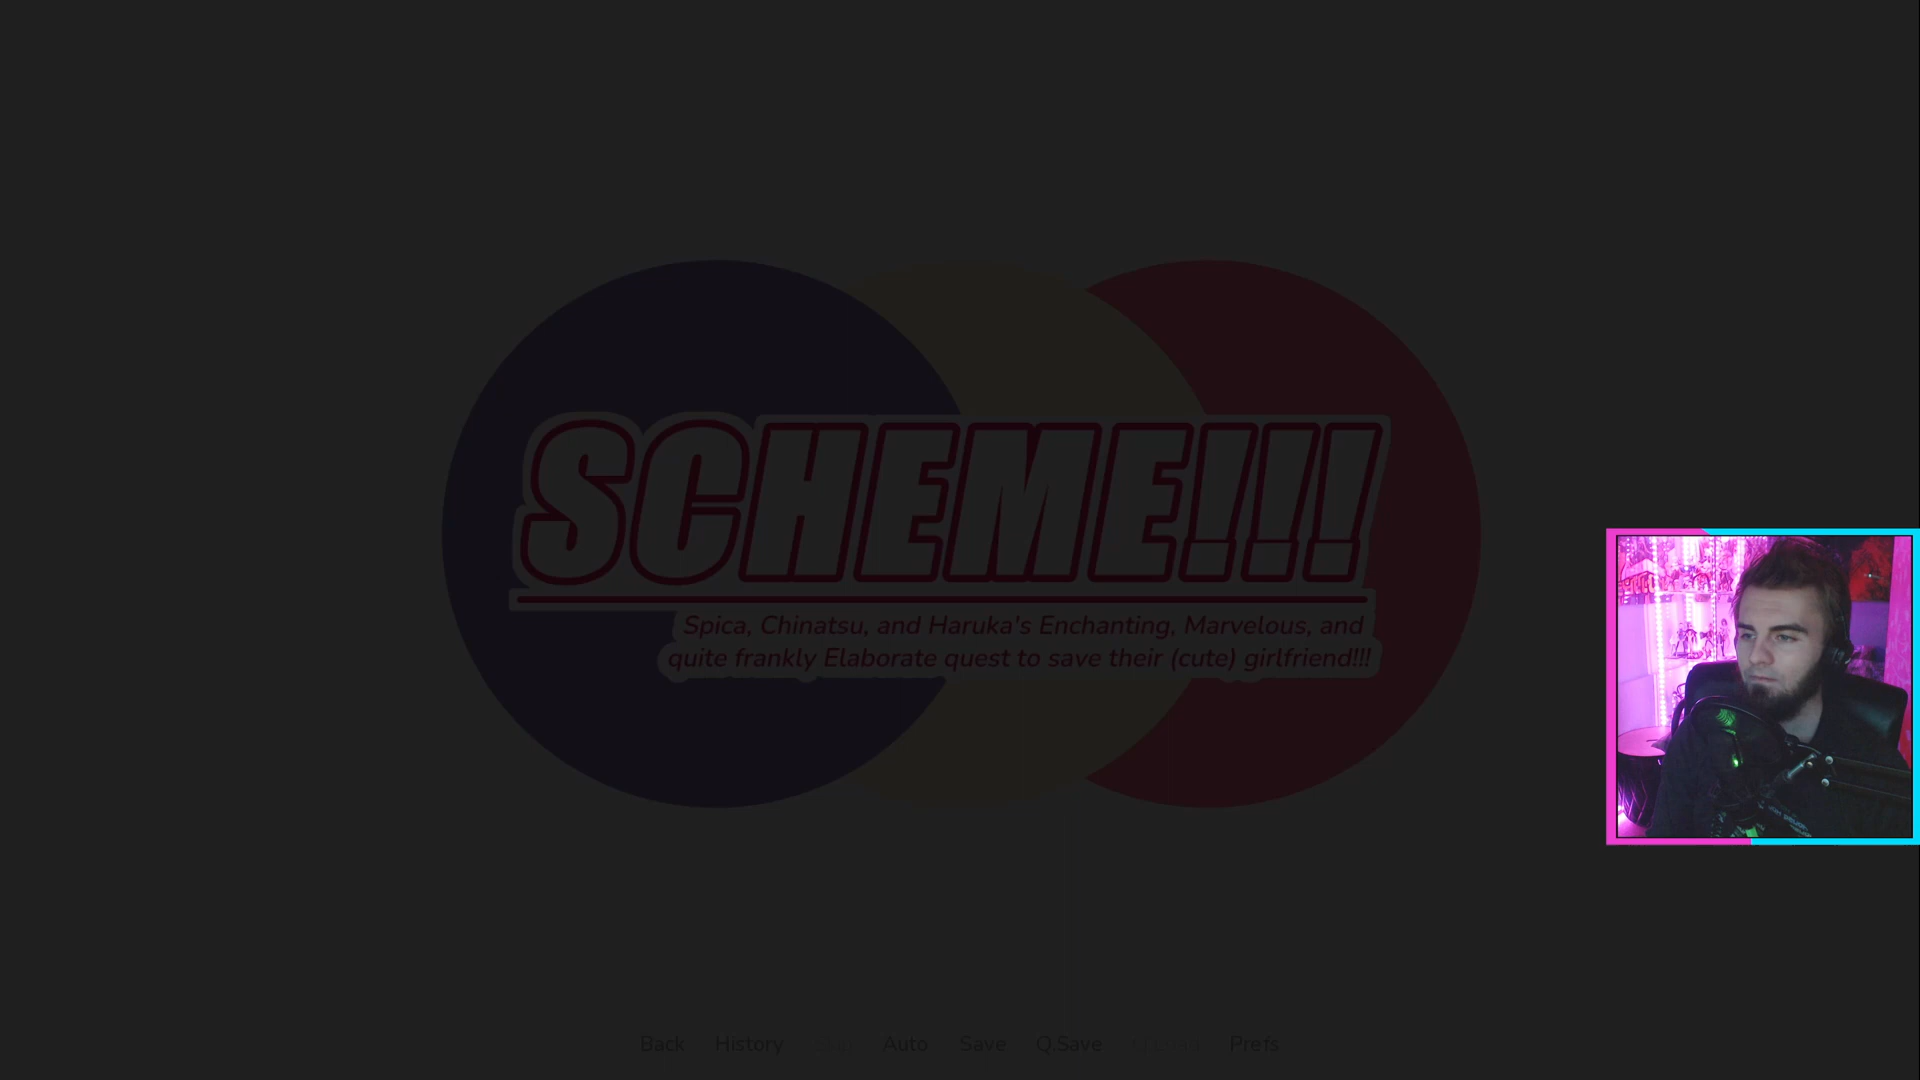 SCHEME!!!
Spica, Chinatsu, and Haruka's Enchanting, Marvelous, and
quite frankly Elaborate quest to save their (cute) girlfriend!!!
Back History Auto Save Q.Save Prefs